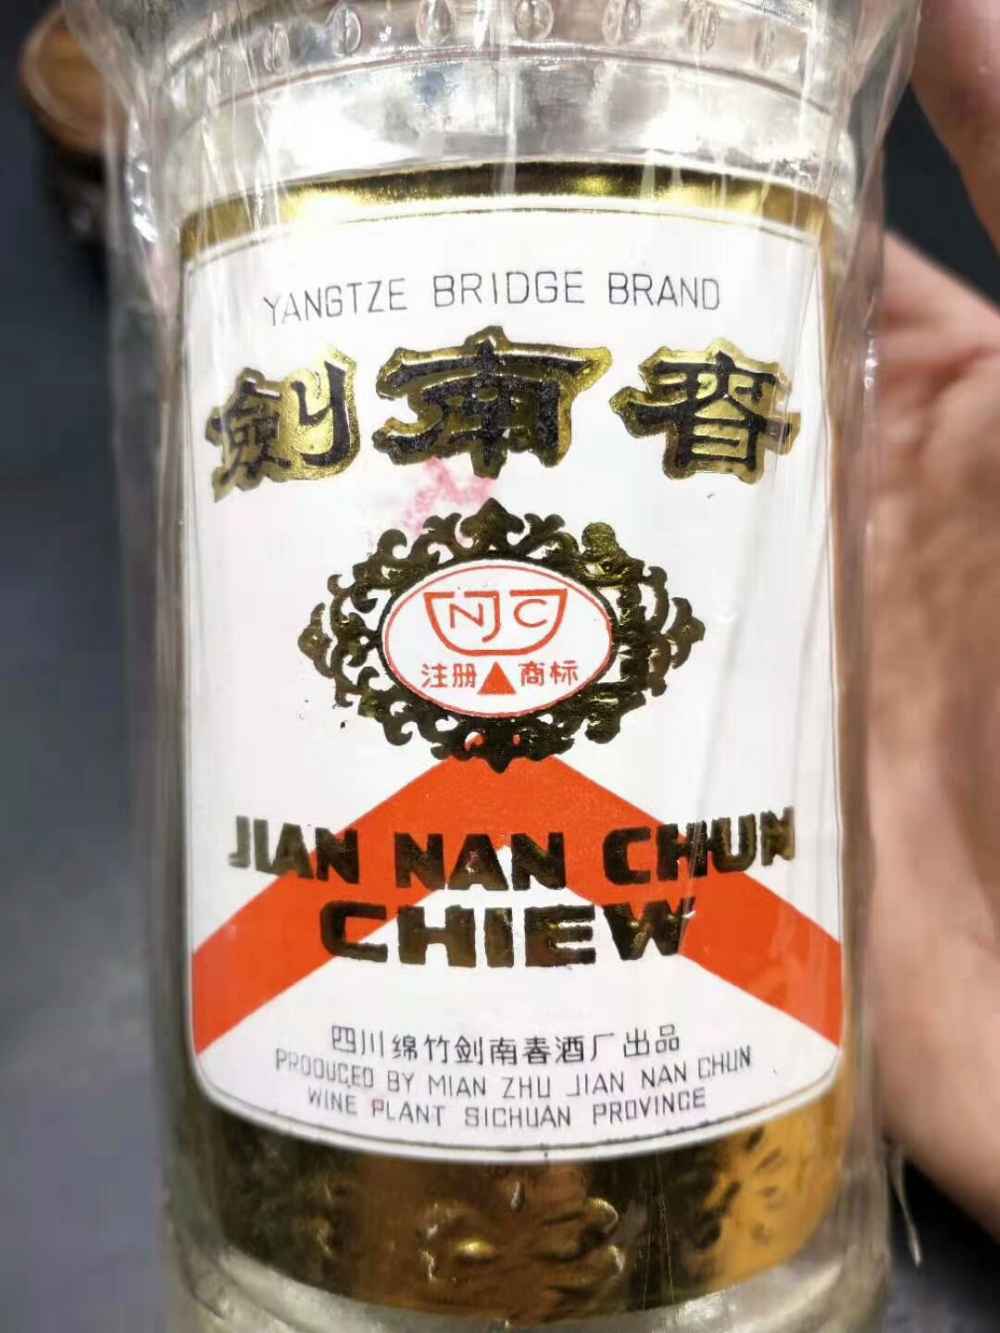 YANGTZE BRIDGE BRAND
劍南春
NJC
注册 商标
JIAN NAN CHUN
CHIEW
四川绵竹剑南春酒厂出品
PRODUCED BY MIAN ZHU JIAN NAN CHUN
WINE PLANT SICHUAN PROVINCE